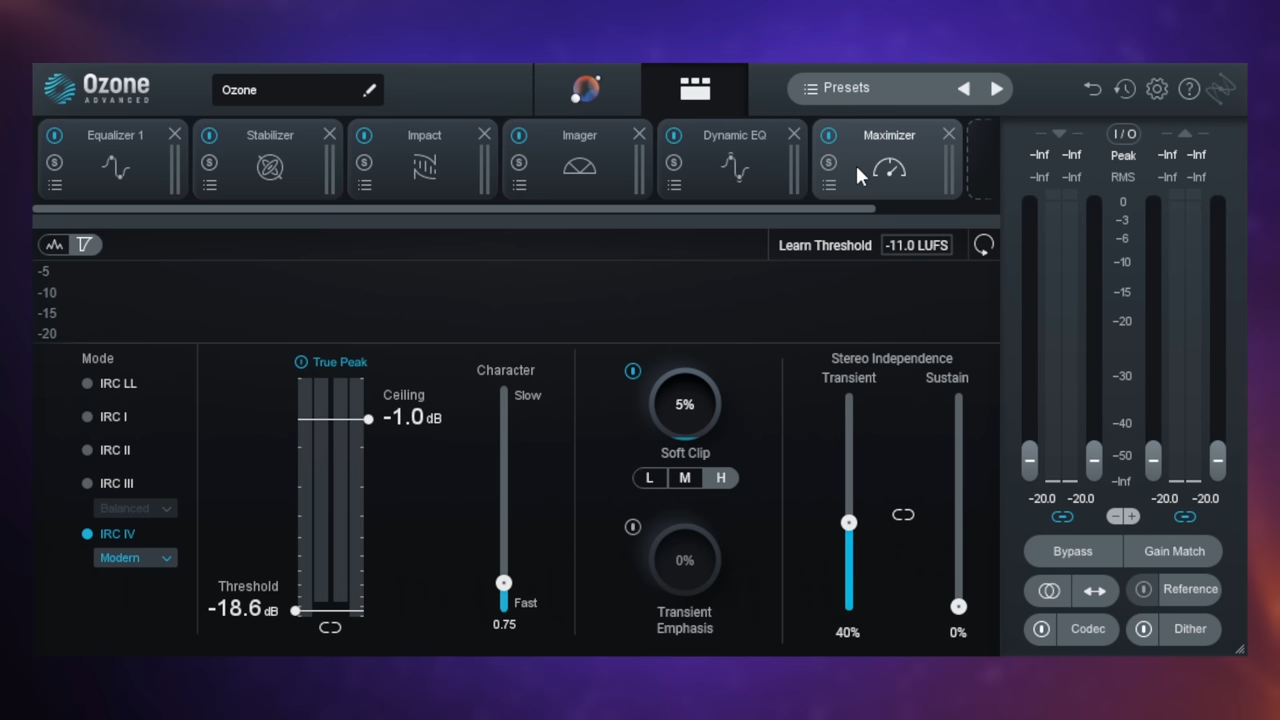 Ozone
ADVANCED
Ozone
Presets
Equalizer 1
Stabilizer
Impact
Imager
Dynamic EQ
Maximizer
S
S
S
S
S
S
I / O
-Inf -Inf Peak -Inf -Inf
-Inf -Inf RMS -Inf -Inf
0
-3
-6
-10
-15
-20
-30
-40
-50
-Inf
-20.0 -20.0 -20.0 -20.0
Bypass
Gain Match
Reference
Codec
Dither
Learn Threshold
-11.0 LUFS
-5
-10
-15
-20
Mode
IRC LL
IRC I
IRC II
IRC III
Balanced
IRC IV
Modern
True Peak
Ceiling
-1.0 dB
Threshold
-18.6 dB
Character
Slow
Fast
0.75
5%
Soft Clip
L M H
0%
Transient
Emphasis
Stereo Independence
Transient Sustain
40% 0%